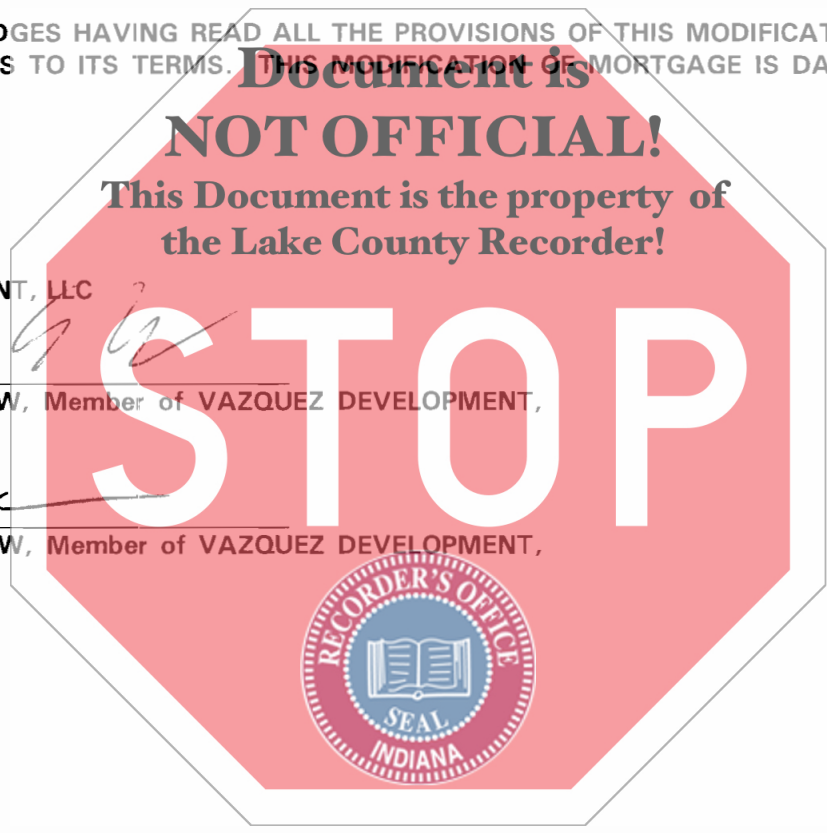 DGES HAVING READ ALL THE PROVISIONS OF THIS MODIFICAT
S TO ITS TERMS. THIS MODIFICATION OF MORTGAGE IS DA
Document is
NOT OFFICIAL!
This Document is the property of
the Lake County Recorder!
NT, LLC
STOP
W, Member of VAZQUEZ DEVELOPMENT,
W, Member of VAZQUEZ DEVELOPMENT,
RECORDER'S OFFICE
SEAL
INDIANA